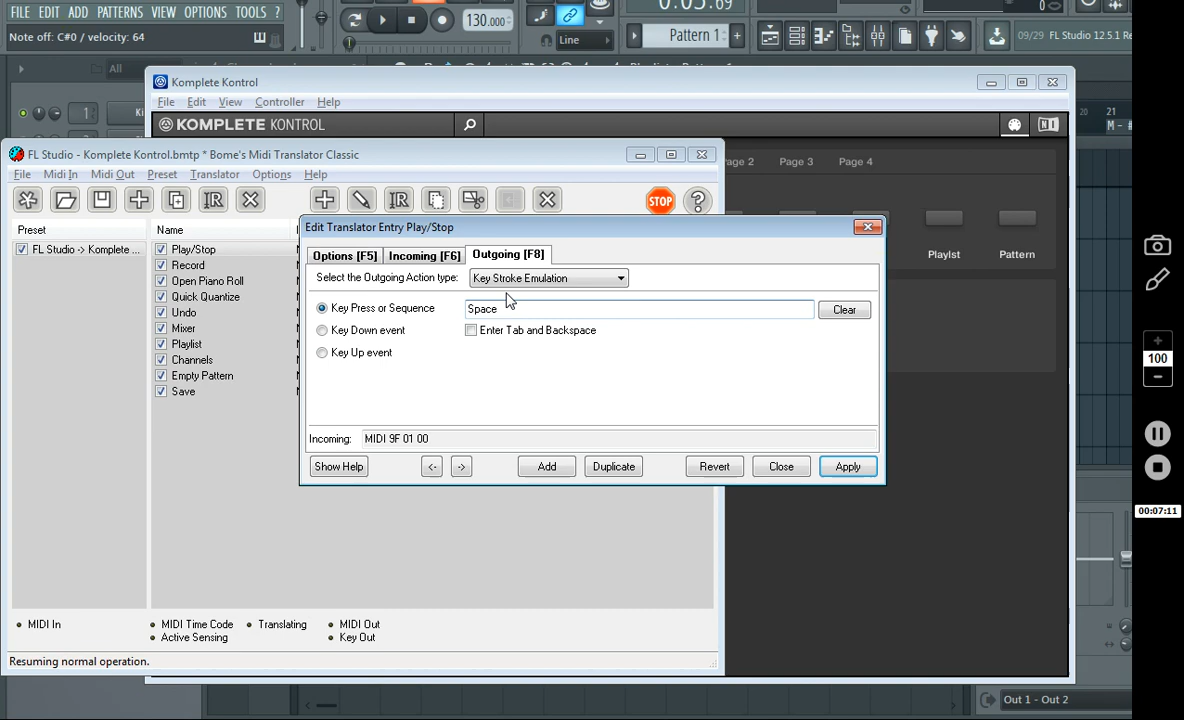 FILE EDIT ADD PATTERNS VIEW OPTIONS TOOLS ?
Note off: C#0 / velocity: 64
130.000
Line
Pattern 1
09/29 FL Studio 12.5.1 Re
All
Komplete Kontrol
File Edit View Controller Help
KOMPLETE KONTROL
20 21
FL Studio - Komplete Kontrol.bmtp * Bome's Midi Translator Classic
File Midi In Midi Out Preset Translator Options Help
age 2 Page 3 Page 4
STOP
Preset
FL Studio -> Komplete ...
Name
Play/Stop
Record
Open Piano Roll
Quick Quantize
Undo
Mixer
Playlist
Channels
Empty Pattern
Save
Edit Translator Entry Play/Stop
Options [F5] Incoming [F6] Outgoing [F8]
Select the Outgoing Action type: Key Stroke Emulation
Key Press or Sequence Space Clear
Key Down event Enter Tab and Backspace
Key Up event
Incoming: MIDI 9F 01 00
Show Help <- -> Add Duplicate Revert Close Apply
Playlst Pattern
100
00:07:11
MIDI In
MIDI Time Code Translating MIDI Out
Active Sensing Key Out
Resuming normal operation.
Out 1 - Out 2